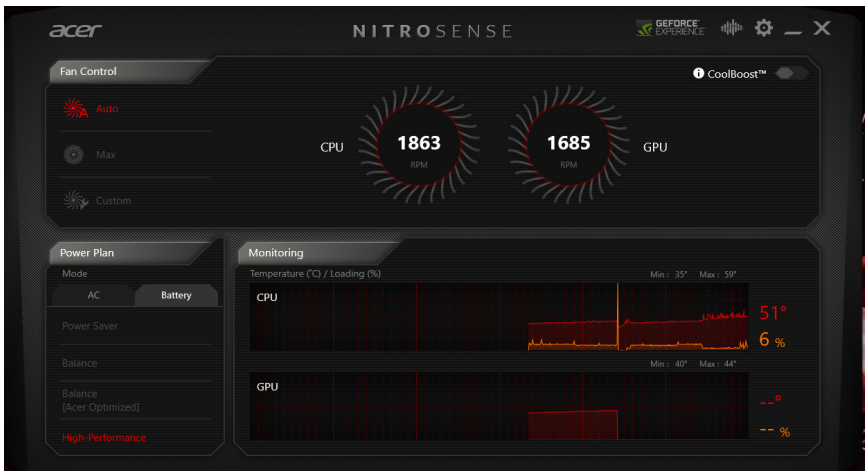 acer
NITROSENSE
GEFORCE
EXPERIENCE
Fan Control
CoolBoost™
Auto
Max
Custom
CPU
1863
RPM
1685
RPM
GPU
Power Plan
Mode
AC
Battery
Power Saver
Balance
Balance
[Acer Optimized]
High-Performance
Monitoring
Temperature (°C) / Loading (%)
Min : 35° Max : 59°
CPU
51°
6 %
Min : 40° Max : 44°
GPU
--°
-- %